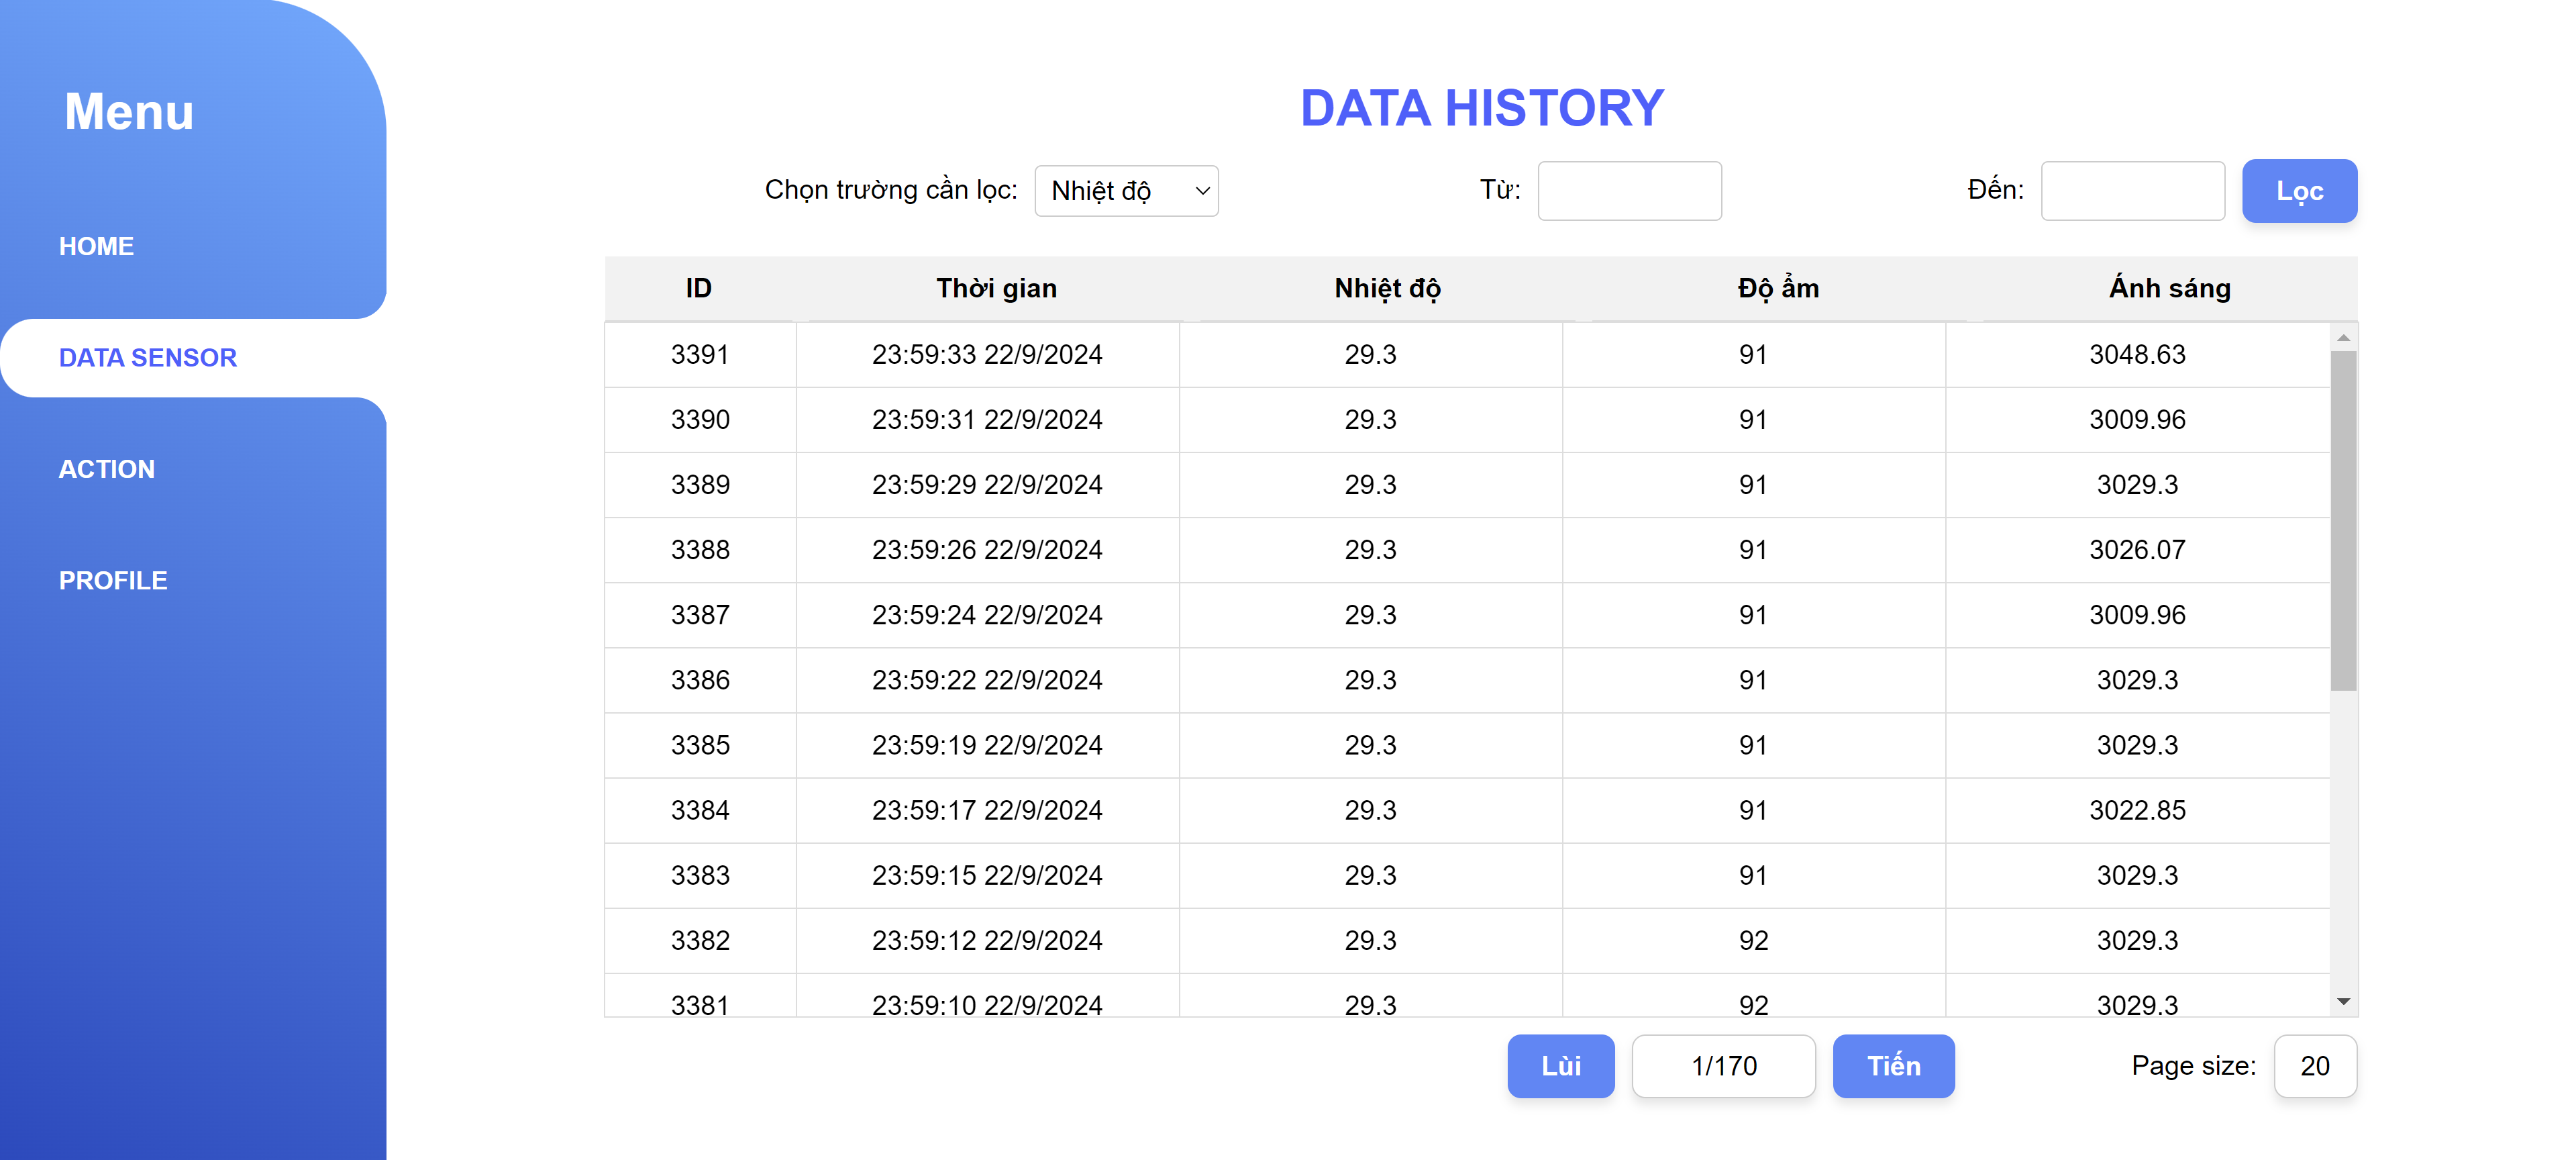 Menu
HOME
DATA SENSOR
ACTION
PROFILE
DATA HISTORY
Chọn trường cần lọc: Nhiệt độ Từ: Đến: Lọc
ID Thời gian Nhiệt độ Độ ẩm Ánh sáng
3391 23:59:33 22/9/2024 29.3 91 3048.63
3390 23:59:31 22/9/2024 29.3 91 3009.96
3389 23:59:29 22/9/2024 29.3 91 3029.3
3388 23:59:26 22/9/2024 29.3 91 3026.07
3387 23:59:24 22/9/2024 29.3 91 3009.96
3386 23:59:22 22/9/2024 29.3 91 3029.3
3385 23:59:19 22/9/2024 29.3 91 3029.3
3384 23:59:17 22/9/2024 29.3 91 3022.85
3383 23:59:15 22/9/2024 29.3 91 3029.3
3382 23:59:12 22/9/2024 29.3 92 3029.3
3381 23:59:10 22/9/2024 29.3 92 3029.3
Lùi 1/170 Tiến Page size: 20